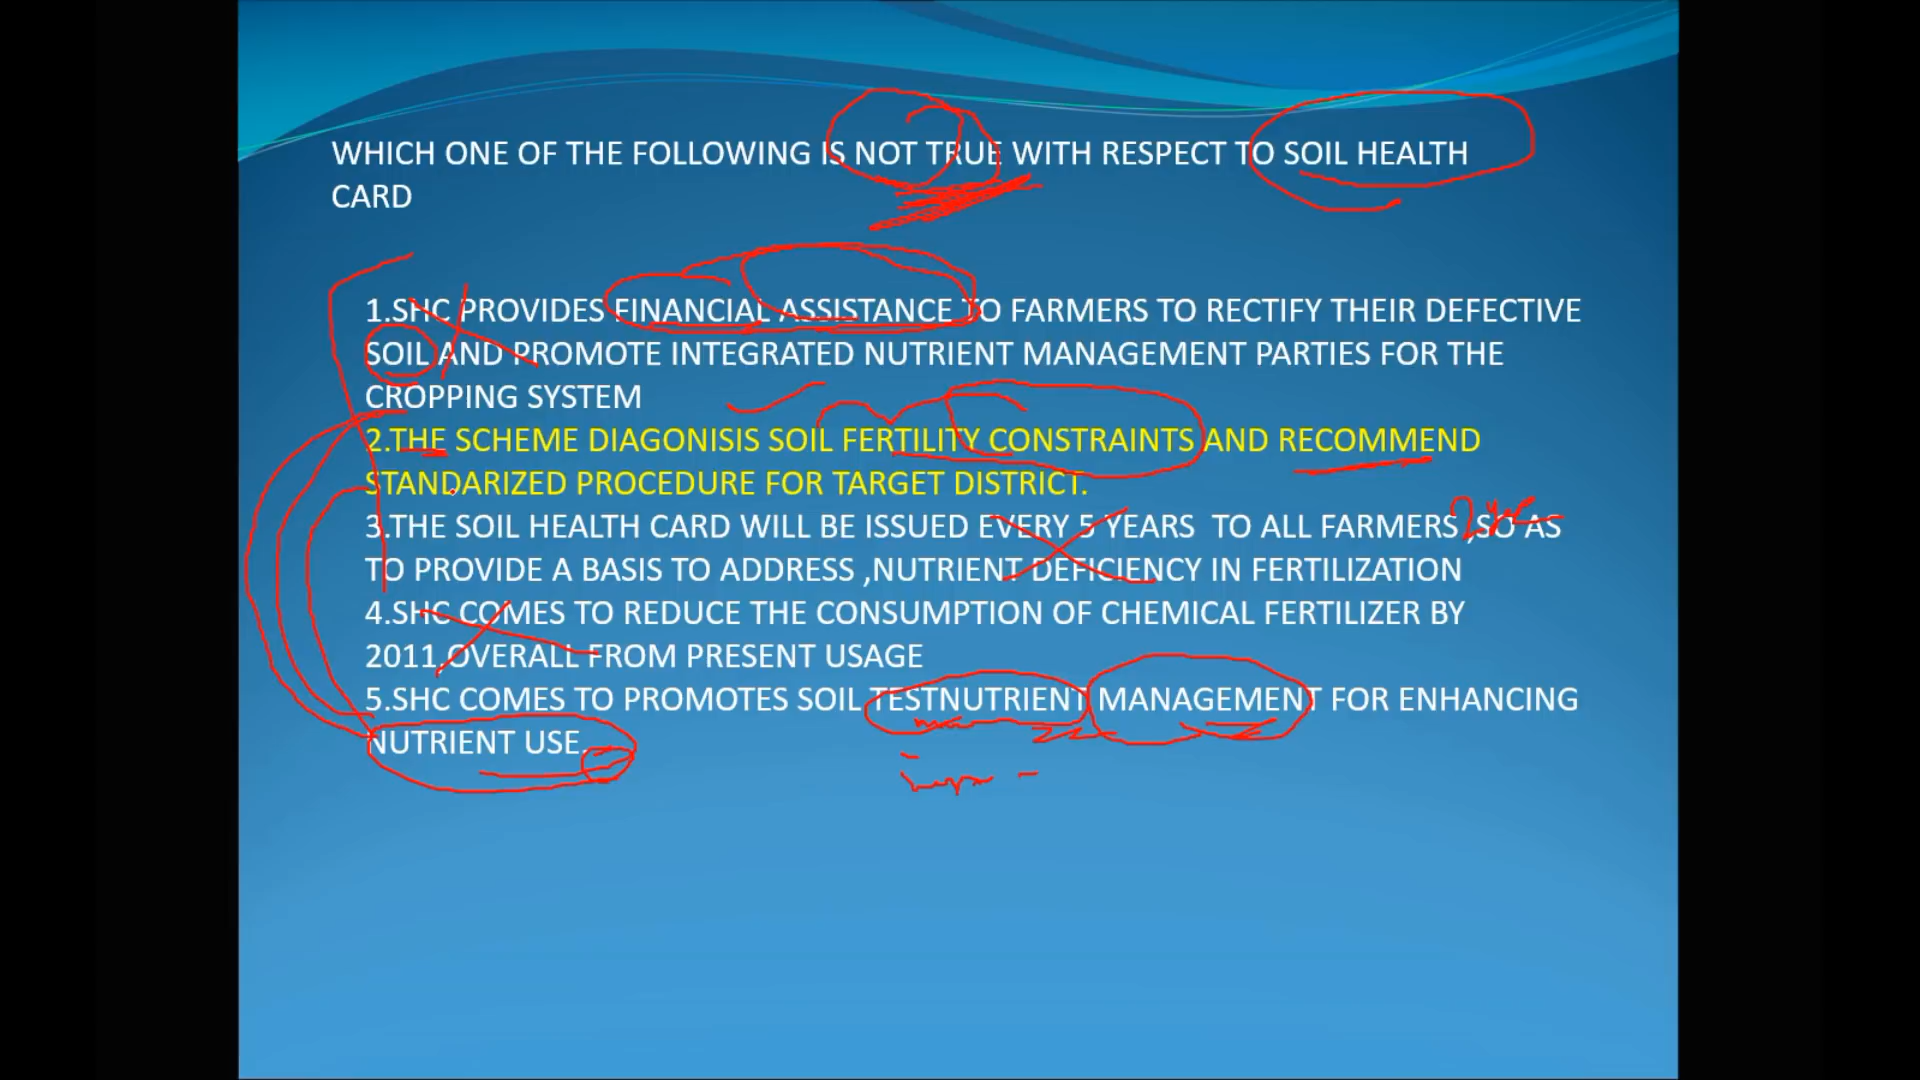 WHICH ONE OF THE FOLLOWING IS NOT TRUE WITH RESPECT TO SOIL HEALTH
CARD
1.SHC PROVIDES FINANCIAL ASSISTANCE TO FARMERS TO RECTIFY THEIR DEFECTIVE
SOIL AND PROMOTE INTEGRATED NUTRIENT MANAGEMENT PARTIES FOR THE
CROPPING SYSTEM
2.THE SCHEME DIAGONISIS SOIL FERTILITY CONSTRAINTS AND RECOMMEND
STANDARIZED PROCEDURE FOR TARGET DISTRICT.
3.THE SOIL HEALTH CARD WILL BE ISSUED EVERY 5 YEARS TO ALL FARMERS ,SO AS
TO PROVIDE A BASIS TO ADDRESS ,NUTRIENT DEFICIENCY IN FERTILIZATION
4.SHC COMES TO REDUCE THE CONSUMPTION OF CHEMICAL FERTILIZER BY
2011,OVERALL FROM PRESENT USAGE
5.SHC COMES TO PROMOTES SOIL TESTNUTRIENT MANAGEMENT FOR ENHANCING
NUTRIENT USE.